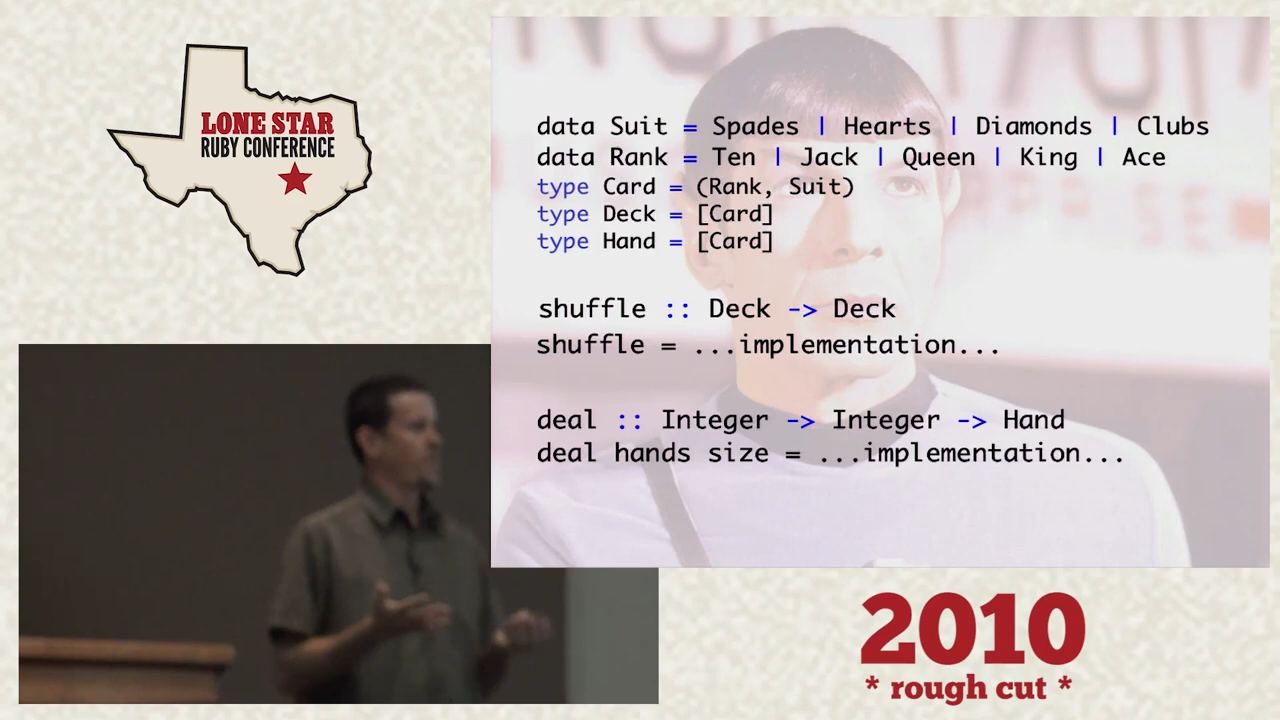 LONE STAR
RUBY CONFERENCE
data Suit = Spades | Hearts | Diamonds | Clubs
data Rank = Ten | Jack | Queen | King | Ace
type Card = (Rank, Suit)
type Deck = [Card]
type Hand = [Card]
shuffle :: Deck -> Deck
shuffle = ...implementation...
deal :: Integer -> Integer -> Hand
deal hands size = ...implementation...
2010
* rough cut *